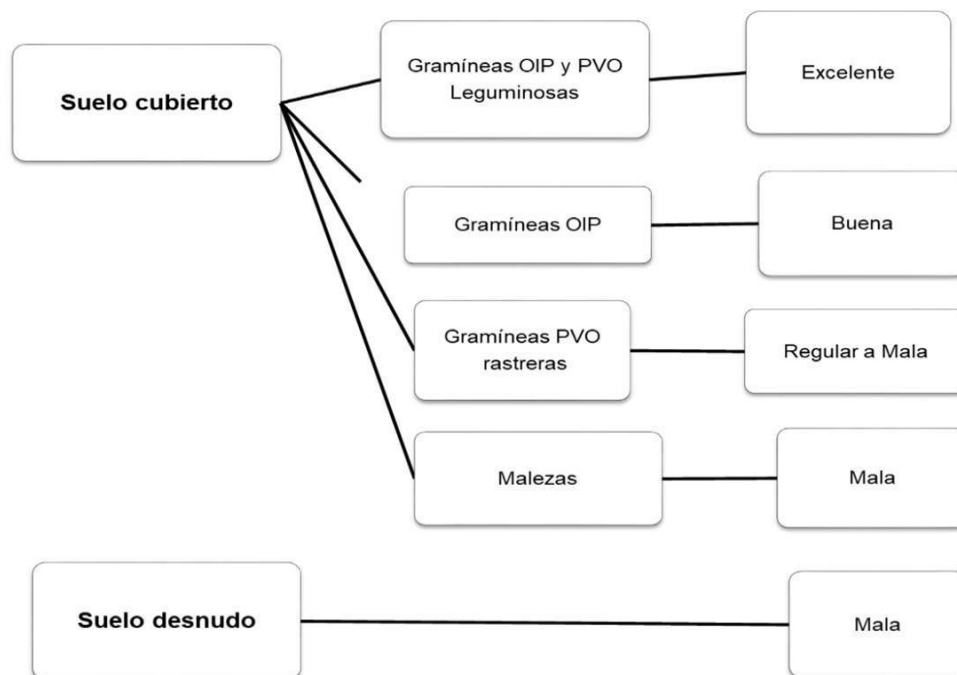 Suelo cubierto
Gramíneas OIP y PVO
Leguminosas
Excelente
Gramíneas OIP
Buena
Gramíneas PVO
rastreras
Regular a Mala
Malezas
Mala
Suelo desnudo
Mala